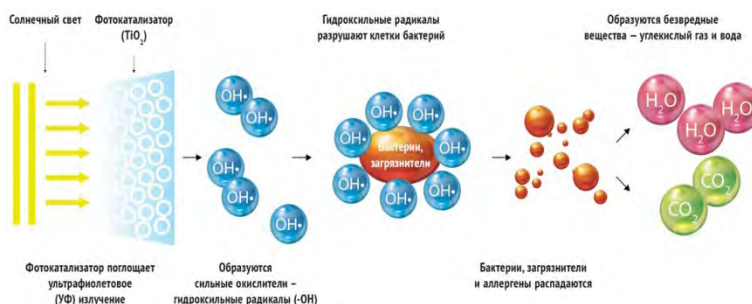 Солнечный свет
Фотокатализатор
(TiO₂)
Гидроксильные радикалы
разрушают клетки бактерий
Образуются безвредные
вещества — углекислый газ и вода
OH•
OH•
OH•
OH•
OH•
OH•
OH•
OH•
OH•
OH•
OH•
OH•
Бактерии,
загрязнители
H₂O
H₂O
H₂O
CO₂
CO₂
Фотокатализатор поглощает
ультрафиолетовое
(УФ) излучение
Образуются
сильные окислители –
гидроксильные радикалы (-OH)
Бактерии, загрязнители
и аллергены распадаются